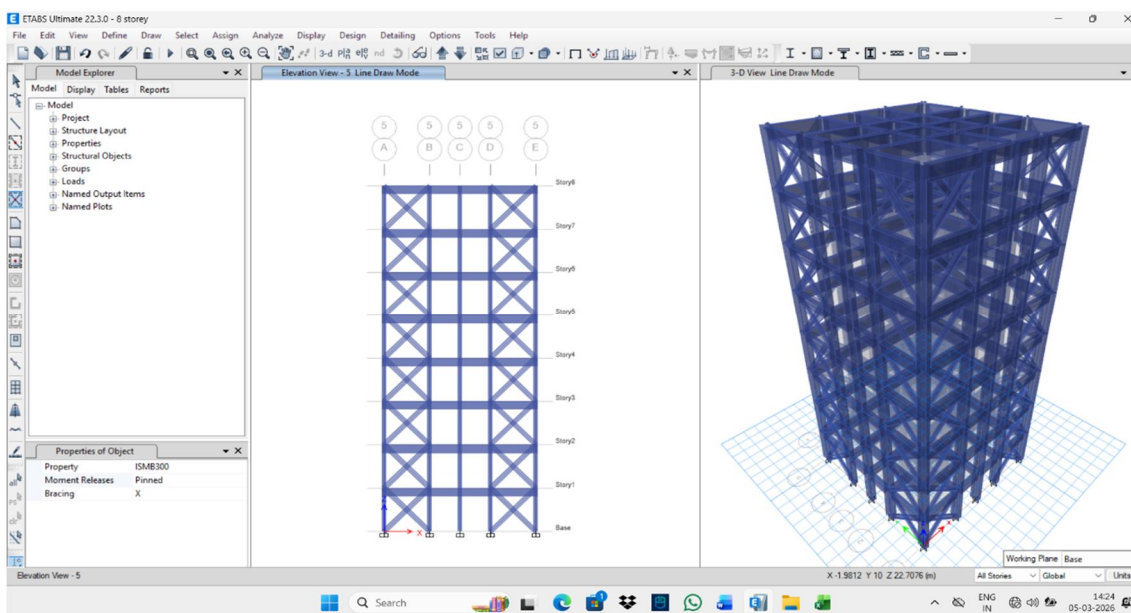 ETABS Ultimate 22.3.0 - 8 storey
File Edit View Define Draw Select Assign Analyze Display Design Detailing Options Tools Help
3-d
nd
Model Explorer
Model Display Tables Reports
Model
Project
Structure Layout
Properties
Structural Objects
Groups
Loads
Named Output Items
Named Plots
Properties of Object
Property ISMB300
Moment Releases Pinned
Bracing X
Elevation View - 5 Line Draw Mode
5 5 5 5 5
A B C D E
Story8
Story7
Story6
Story5
Story4
Story3
Story2
Story1
Base
X
3-D View Line Draw Mode
Working Plane Base
Elevation View - 5
X -1.9812 Y 10 Z 22.7076 (m)
All Stories Global Units
Search
ENG
IN
14:24
05-03-2026